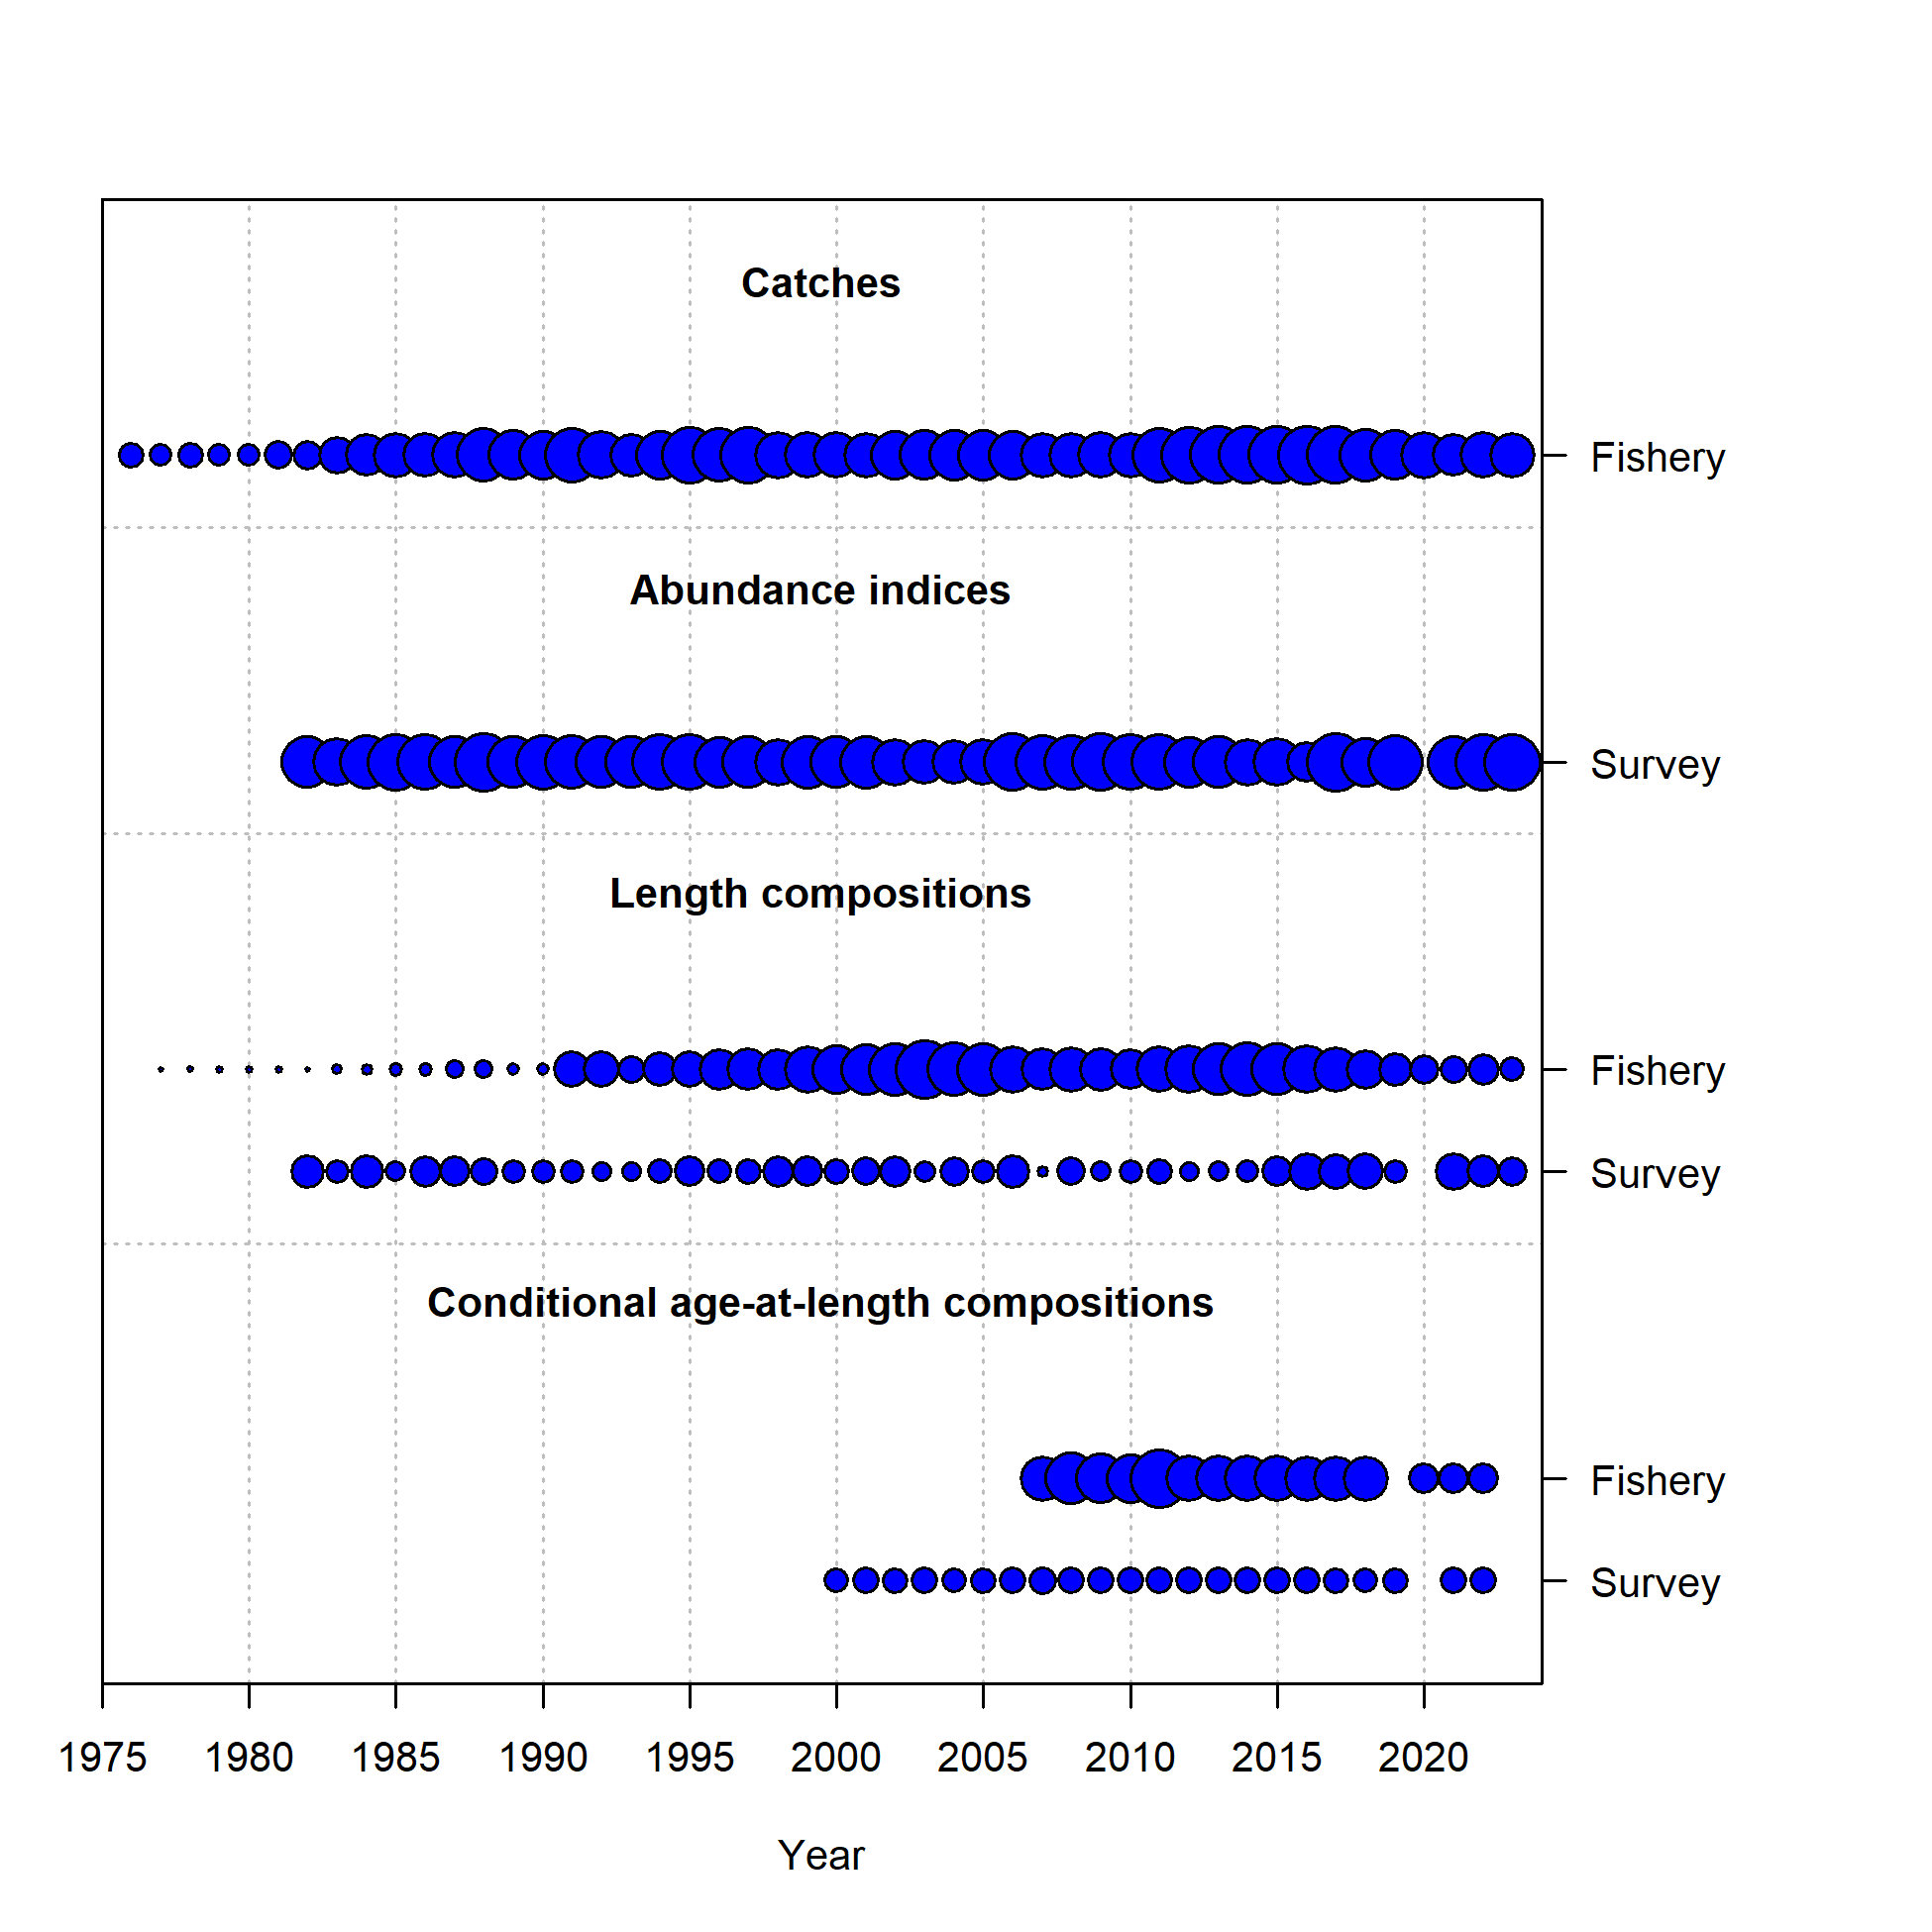 Catches
Fishery
Abundance indices
Survey
Length compositions
Fishery
Survey
Conditional age-at-length compositions
Fishery
Survey
1975 1980 1985 1990 1995 2000 2005 2010 2015 2020
Year